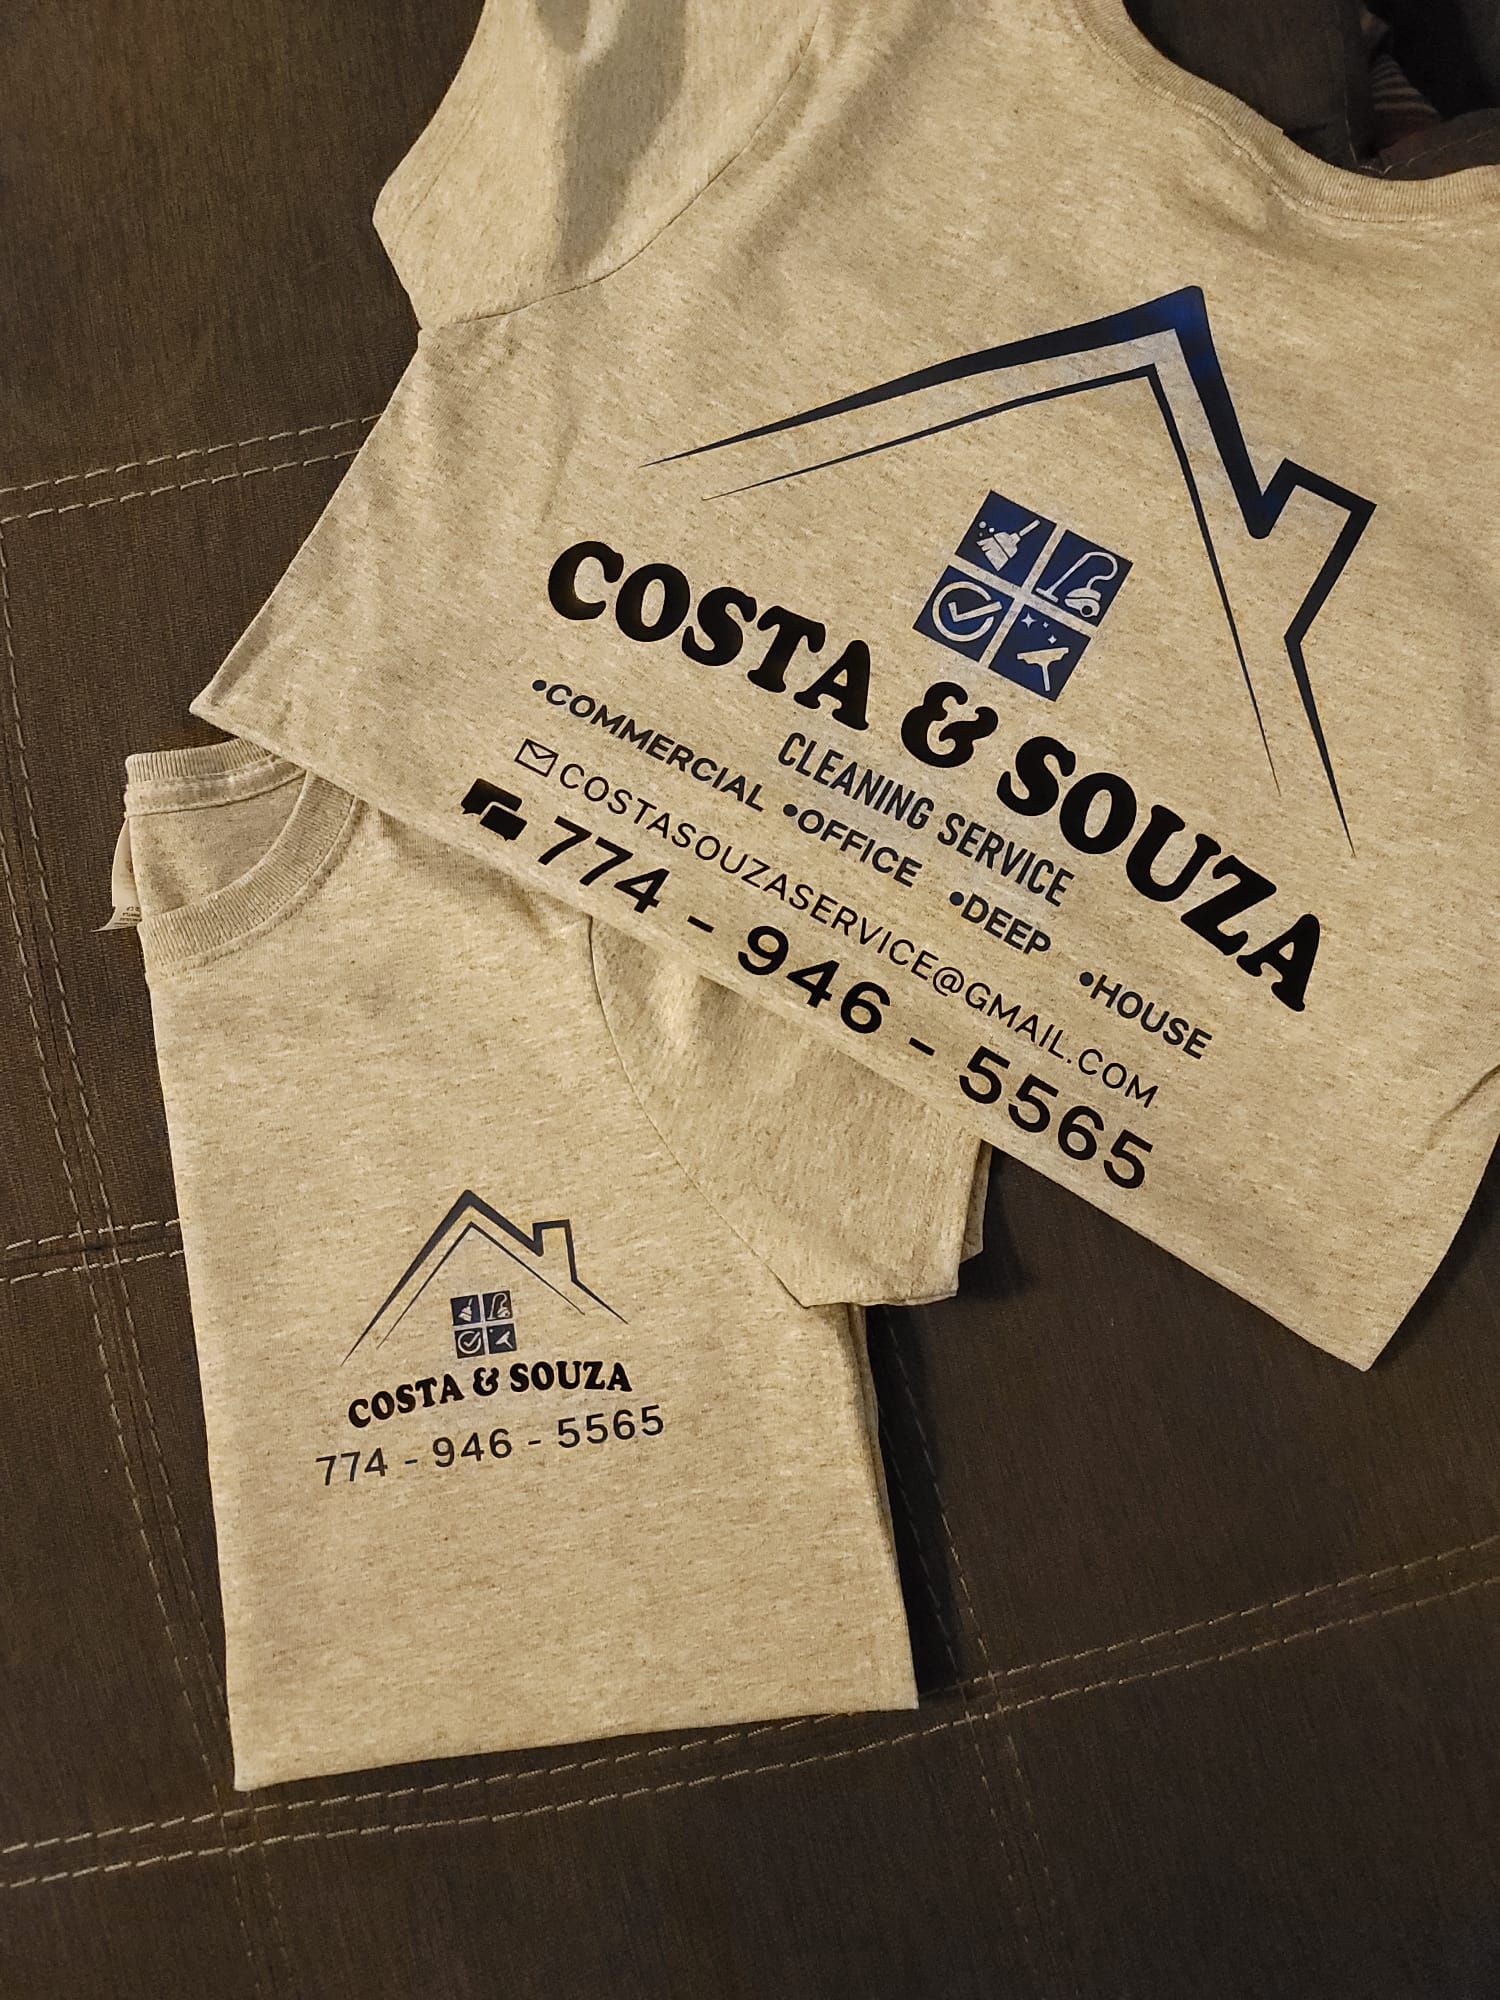 COSTA & SOUZA
CLEANING SERVICE
•COMMERCIAL •OFFICE •DEEP •HOUSE
COSTASOUZASERVICE@GMAIL.COM
774 - 946 - 5565
COSTA & SOUZA
774 - 946 - 5565